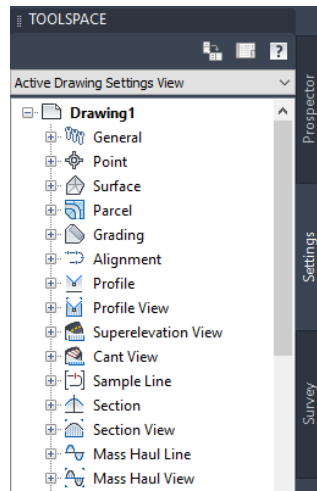 TOOLSPACE
?
Active Drawing Settings View
Drawing1
General
Point
Surface
Parcel
Grading
Alignment
Profile
Profile View
Superelevation View
Cant View
Sample Line
Section
Section View
Mass Haul Line
Mass Haul View
Prospector
Settings
Survey